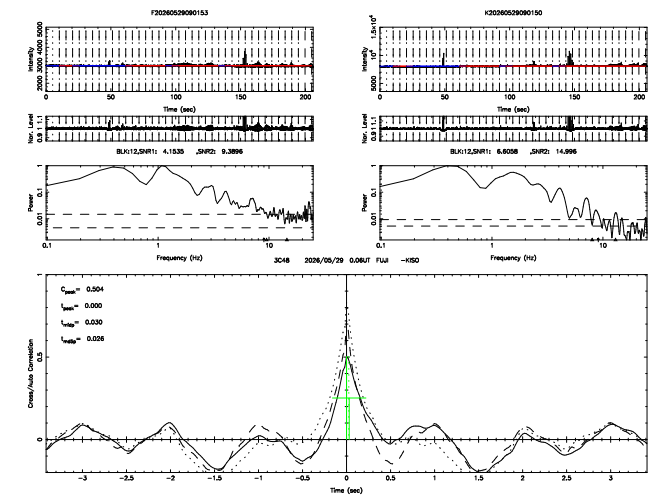 F20260529090153
K20260529090150
Intensity
2000 3000 4000 5000
0 50 100 150 200
Time (sec)
Intensity
5000 10⁴ 1.5×10⁴
0 50 100 150 200
Time (sec)
Nor. Level
0.9 1 1.1
Nor. Level
0.9 1 1.1
BLK:12,SNR1: 4.1535 ,SNR2: 9.3896
BLK:12,SNR1: 6.6058 ,SNR2: 14.996
Power
1
0.1
0.01
0.1 1 10
Frequency (Hz)
Power
1
0.1
0.01
0.1 1 10
Frequency (Hz)
3C48 2026/05/29 0.06UT FUJI -KISO
Cpeak= 0.504
tpeak= 0.000
tmidp= 0.030
Cross/Auto Correlation
0 0.5 1
-3 -2.5 -2 -1.5 -1 -0.5 0 0.5 1 1.5 2 2.5 3
Time (sec)